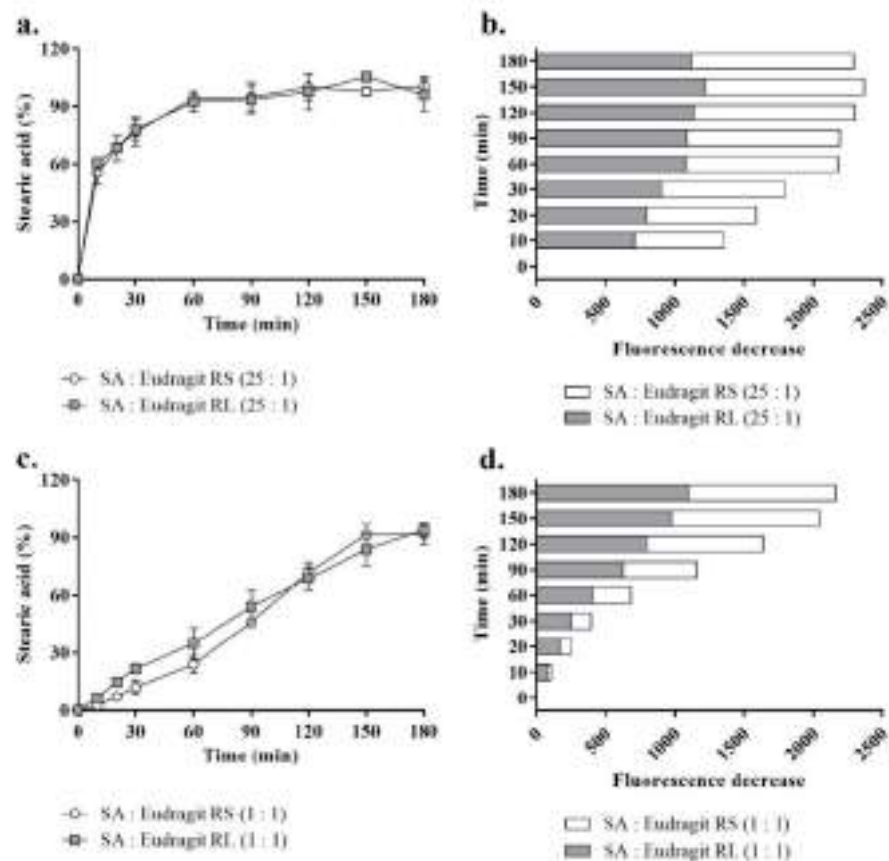 a.
120
90
60
30
0
Stearic acid (%)
0 30 60 90 120 150 180
Time (min)
SA : Eudragit RS (25 : 1)
SA : Eudragit RL (25 : 1)
b.
180
150
120
90
60
30
20
10
0
Time (min)
0 500 1000 1500 2000 2500
Fluorescence decrease
SA : Eudragit RS (25 : 1)
SA : Eudragit RL (25 : 1)
c.
120
90
60
30
0
Stearic acid (%)
0 30 60 90 120 150 180
Time (min)
SA : Eudragit RS (1 : 1)
SA : Eudragit RL (1 : 1)
d.
180
150
120
90
60
30
20
10
0
Time (min)
0 500 1000 1500 2000 2500
Fluorescence decrease
SA : Eudragit RS (1 : 1)
SA : Eudragit RL (1 : 1)